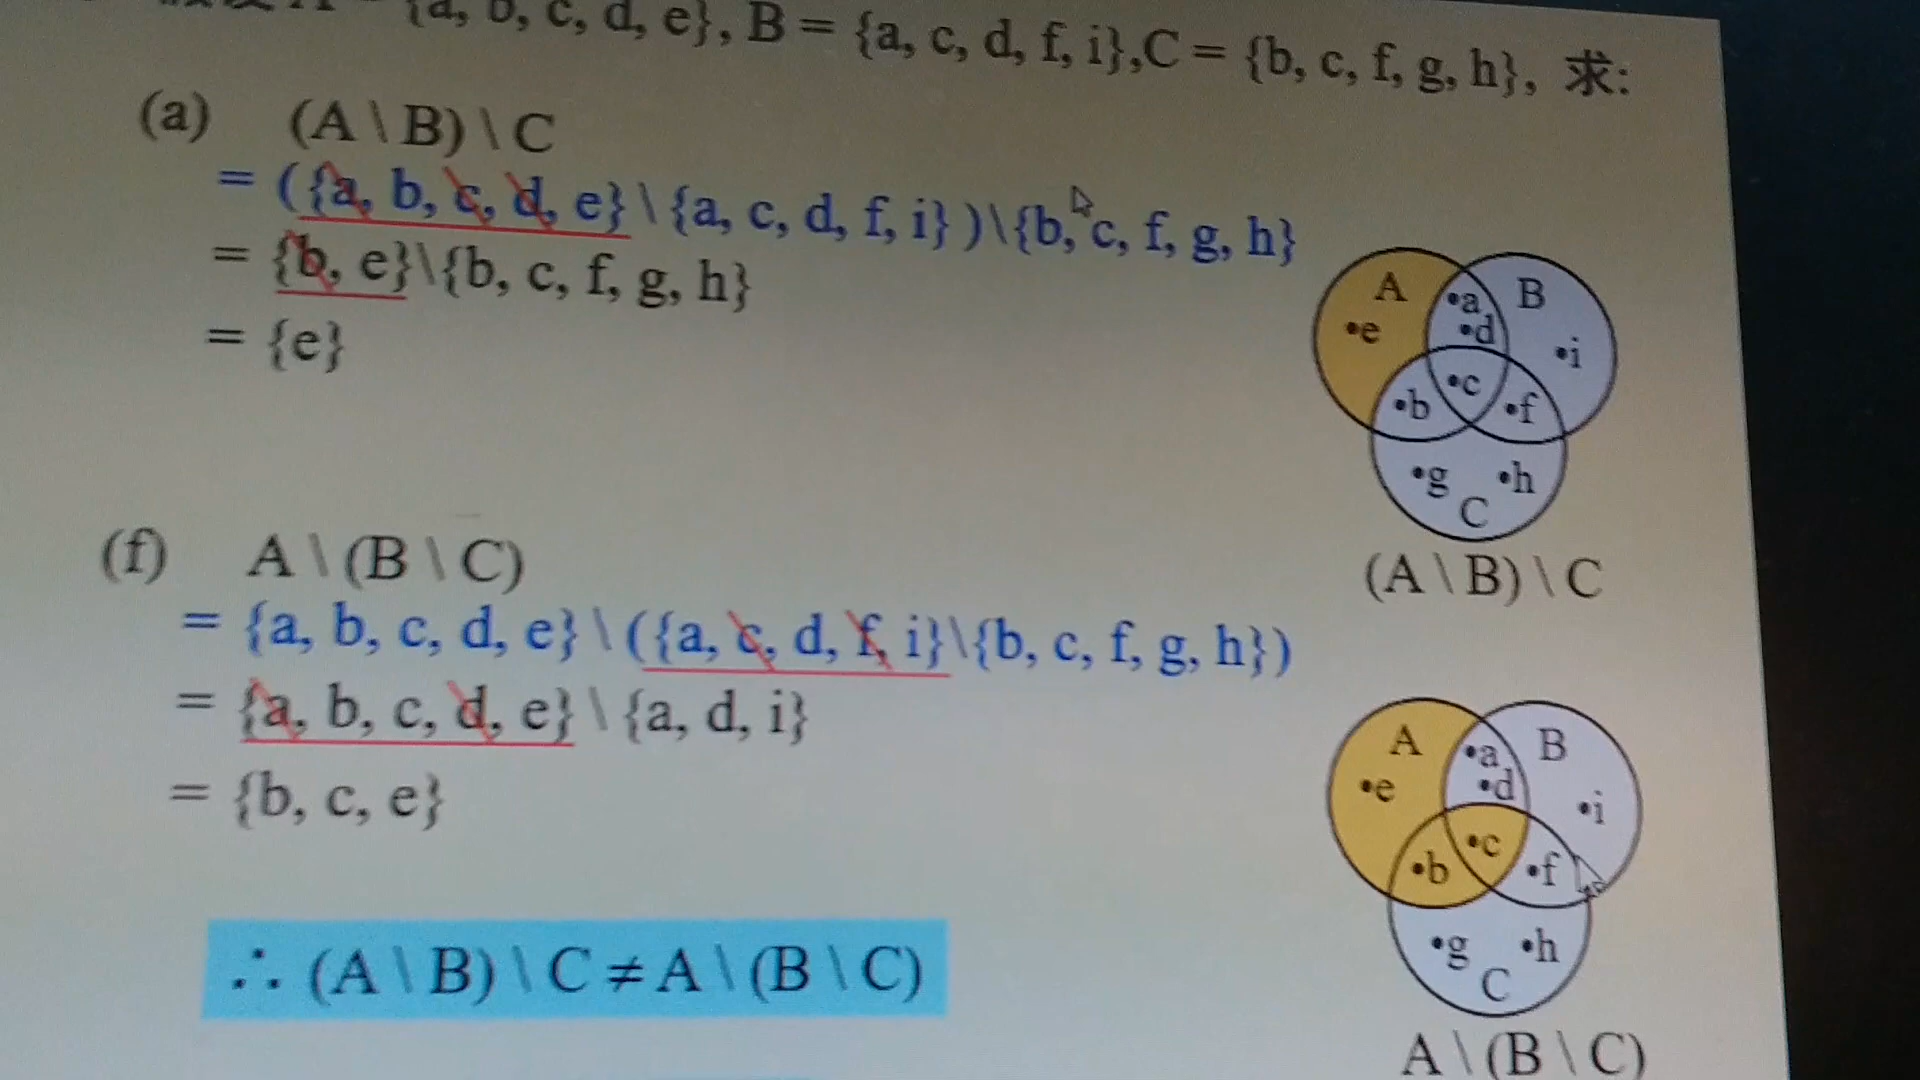 {a, b, c, d, e}, B = {a, c, d, f, i},C = {b, c, f, g, h}, 求:
(a) (A \ B) \ C
= ({a, b, c, d, e} \ {a, c, d, f, i} )\{b, c, f, g, h}
= {b, e}\{b, c, f, g, h}
= {e}
A
B
•a
•d
•e
•i
•c
•b
•f
•g
•h
C
(A \ B) \ C
(f) A \ (B \ C)
= {a, b, c, d, e} \ ({a, c, d, f, i}\{b, c, f, g, h})
= {a, b, c, d, e} \ {a, d, i}
= {b, c, e}
A
B
•a
•d
•e
•i
•c
•b
•f
•g
•h
C
A \ (B \ C)
∴ (A \ B) \ C ≠ A \ (B \ C)